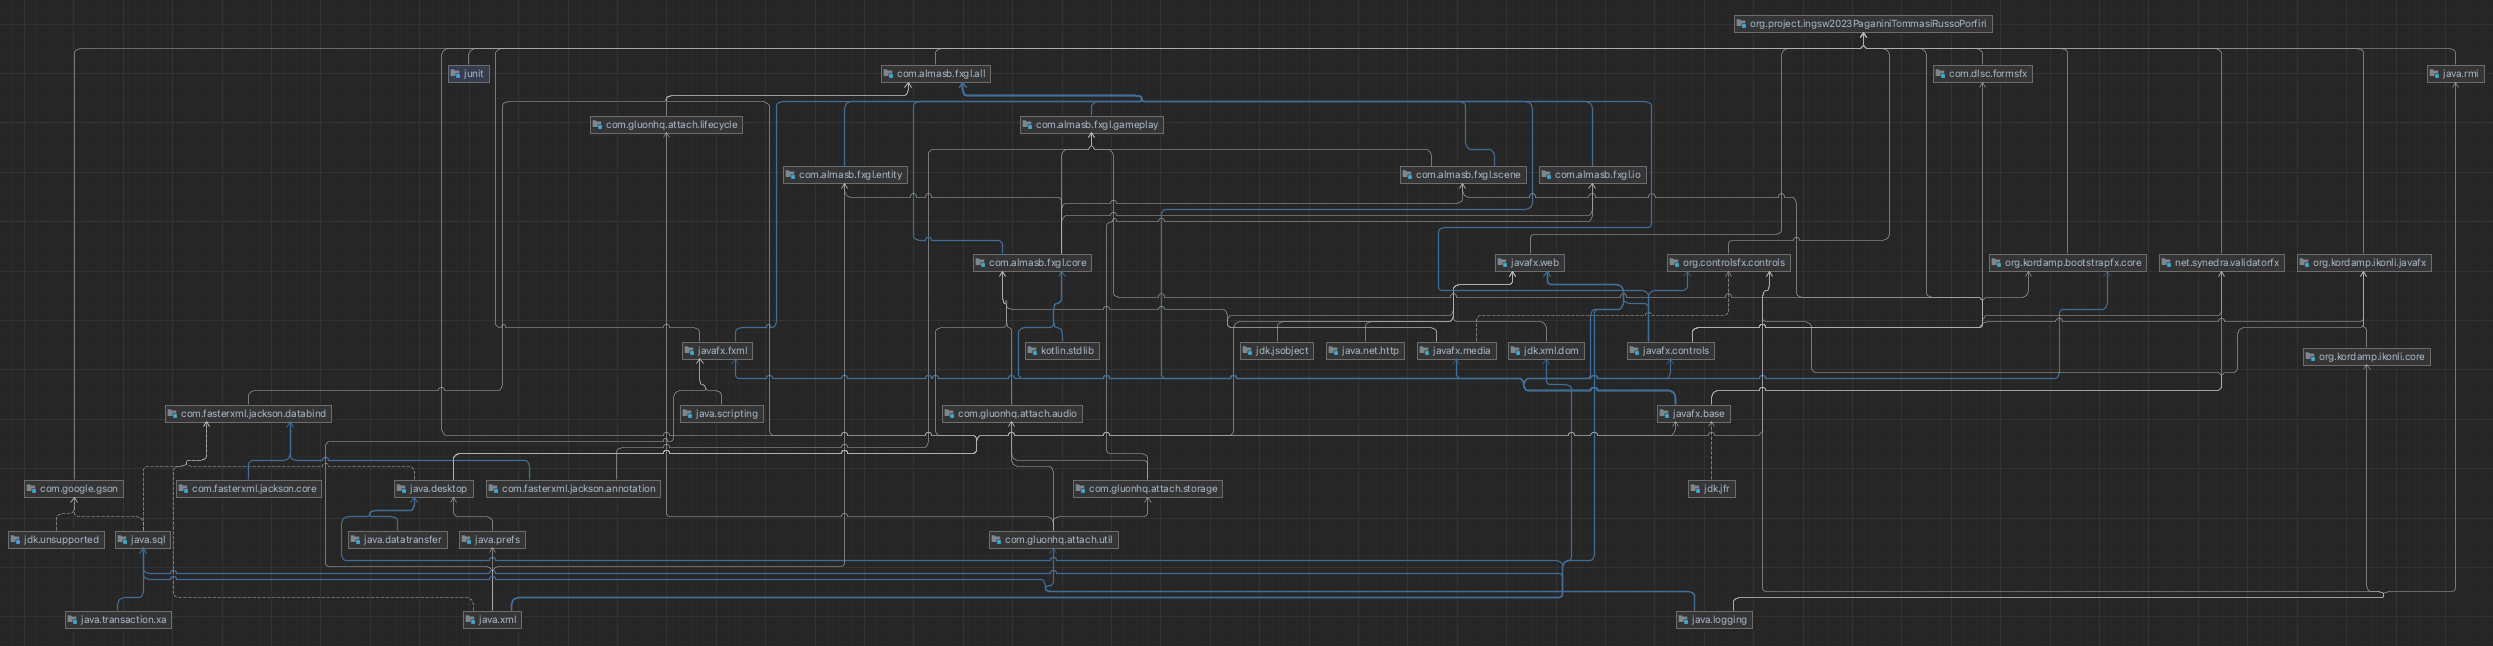 org.project.ingsw2023PaganiniTommasiRussoPorfiri
junit
com.almasb.fxgl.all
com.dlsc.formsfx
java.rmi
com.gluonhq.attach.lifecycle
com.almasb.fxgl.gameplay
com.almasb.fxgl.entity
com.almasb.fxgl.scene
com.almasb.fxgl.io
com.almasb.fxgl.core
javafx.web
org.controlsfx.controls
org.kordamp.bootstrapfx.core
net.synedra.validatorfx
org.kordamp.ikonli.javafx
javafx.fxml
kotlin.stdlib
jdk.jsobject
java.net.http
javafx.media
jdk.xml.dom
javafx.controls
org.kordamp.ikonli.core
com.fasterxml.jackson.databind
java.scripting
com.gluonhq.attach.audio
javafx.base
com.google.gson
com.fasterxml.jackson.core
java.desktop
com.fasterxml.jackson.annotation
com.gluonhq.attach.storage
jdk.jfr
jdk.unsupported
java.sql
java.datatransfer
java.prefs
com.gluonhq.attach.util
java.transaction.xa
java.xml
java.logging